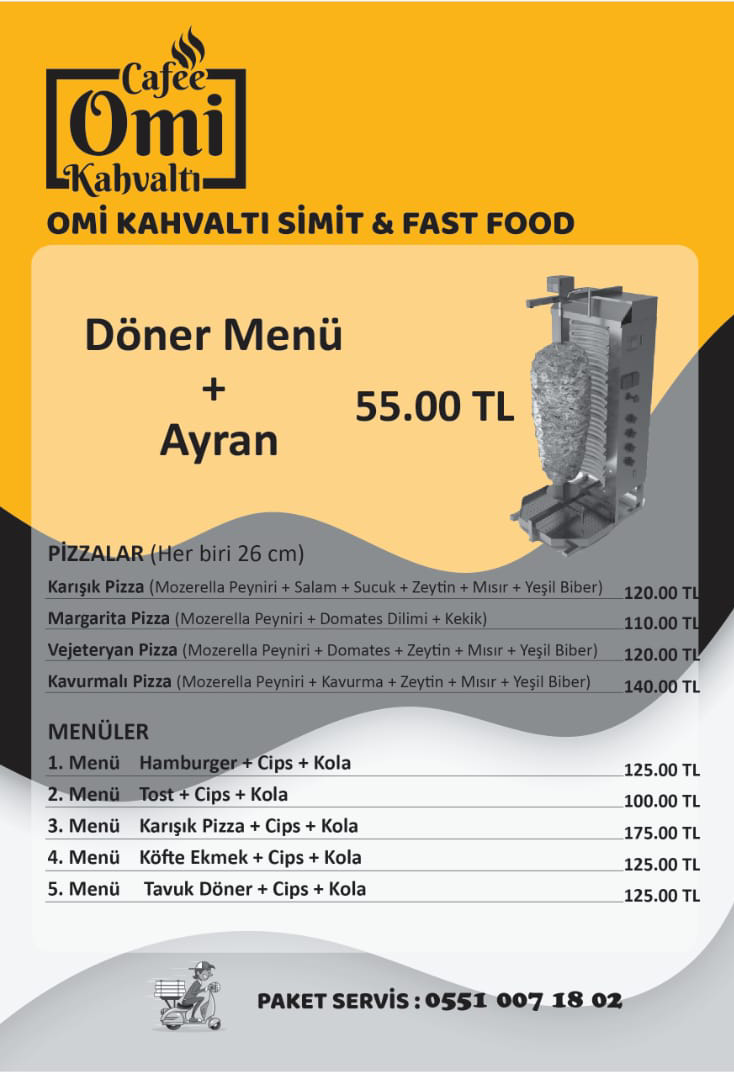 Cafee
Omi
Kahvaltı
OMİ KAHVALTI SİMİT & FAST FOOD
Döner Menü
+
Ayran
55.00 TL
PİZZALAR (Her biri 26 cm)
Karışık Pizza (Mozerella Peyniri + Salam + Sucuk + Zeytin + Mısır + Yeşil Biber) 120.00 TL
Margarita Pizza (Mozerella Peyniri + Domates Dilimi + Kekik) 110.00 TL
Vejeteryan Pizza (Mozerella Peyniri + Domates + Zeytin + Mısır + Yeşil Biber) 120.00 TL
Kavurmalı Pizza (Mozerella Peyniri + Kavurma + Zeytin + Mısır + Yeşil Biber) 140.00 TL
MENÜLER
1. Menü Hamburger + Cips + Kola 125.00 TL
2. Menü Tost + Cips + Kola 100.00 TL
3. Menü Karışık Pizza + Cips + Kola 175.00 TL
4. Menü Köfte Ekmek + Cips + Kola 125.00 TL
5. Menü Tavuk Döner + Cips + Kola 125.00 TL
PAKET SERVİS : 0551 007 18 02